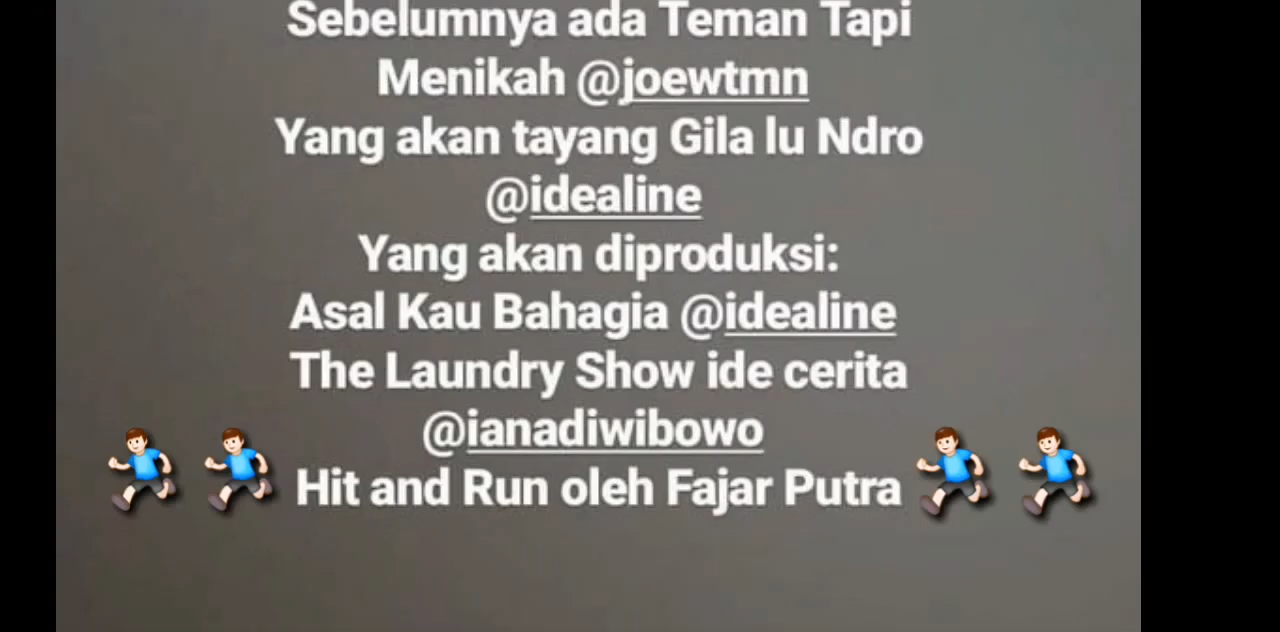 Sebelumnya ada Teman Tapi
Menikah @joewtmn
Yang akan tayang Gila lu Ndro
@idealine
Yang akan diproduksi:
Asal Kau Bahagia @idealine
The Laundry Show ide cerita
@ianadiwibowo
Hit and Run oleh Fajar Putra